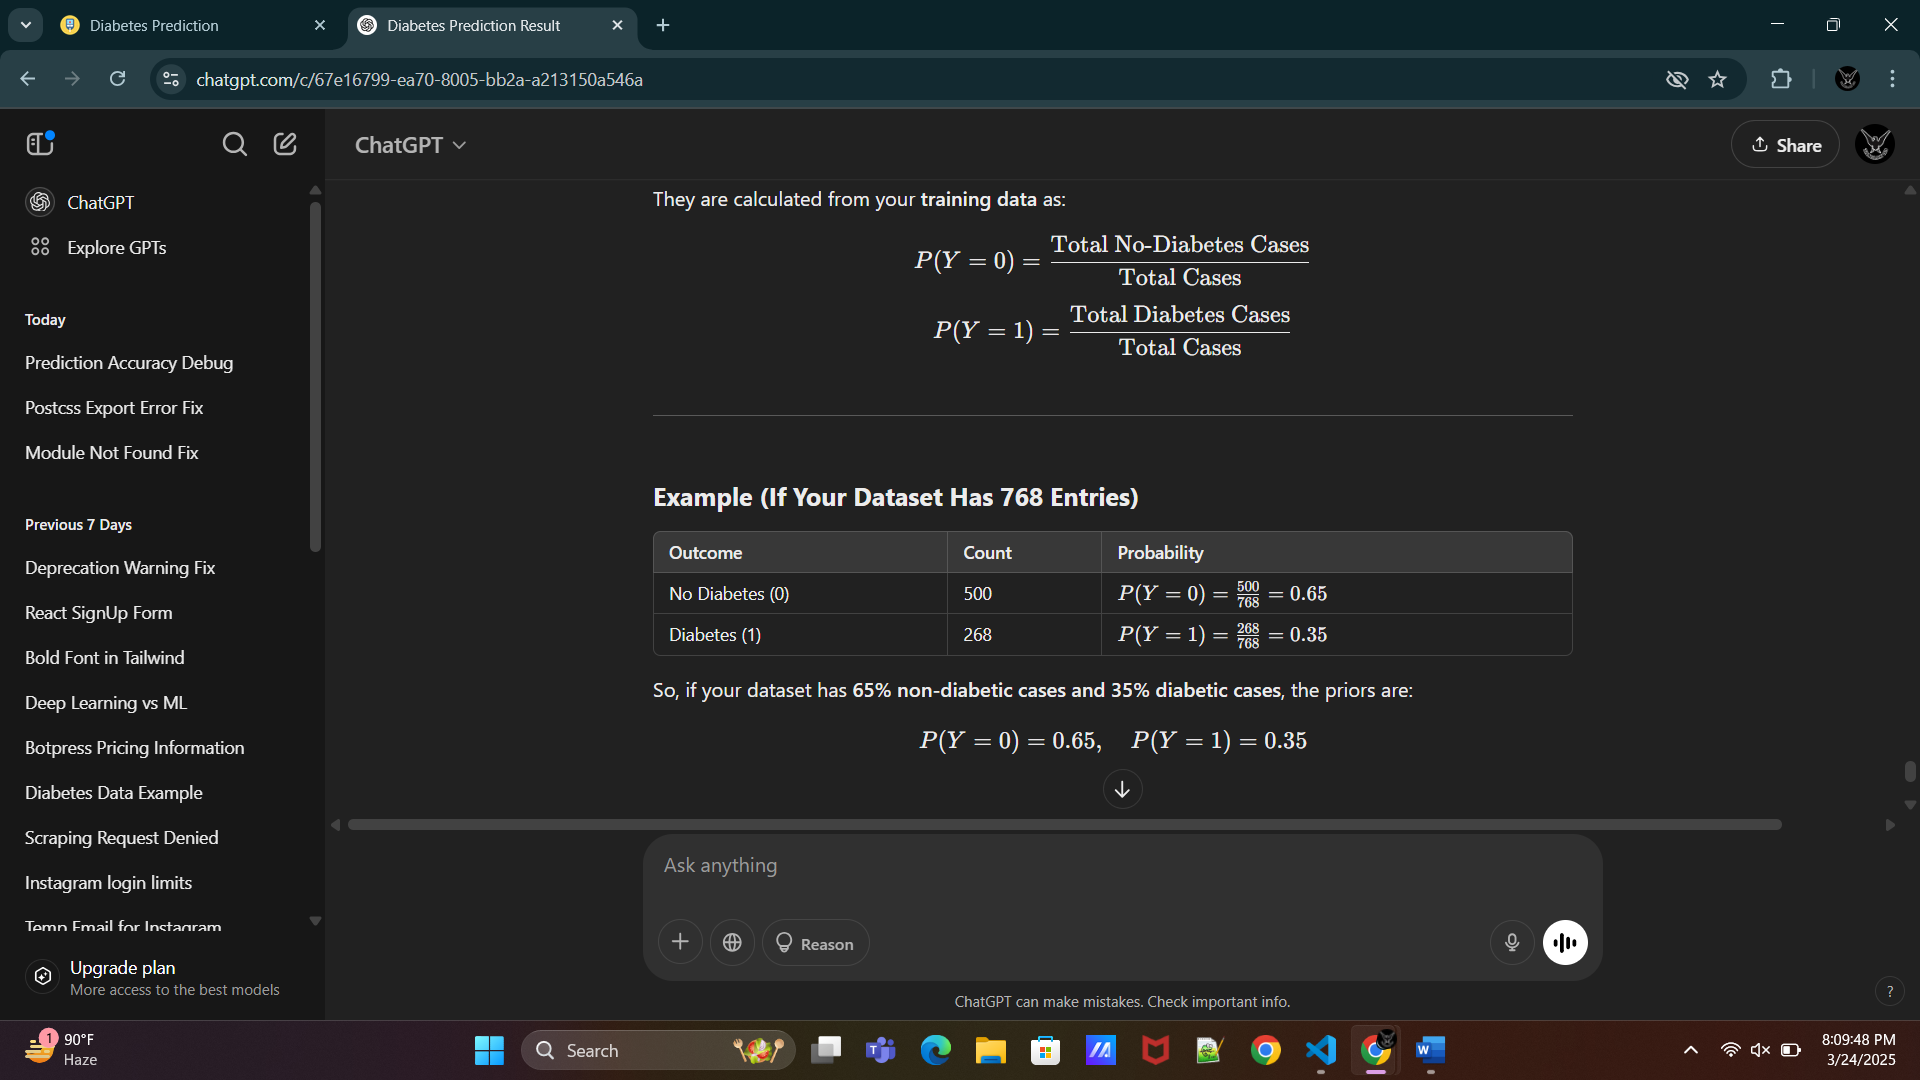 Diabetes Prediction
Diabetes Prediction Result
chatgpt.com/c/67e16799-ea70-8005-bb2a-a213150a546a
ChatGPT
Explore GPTs
Today
Prediction Accuracy Debug
Postcss Export Error Fix
Module Not Found Fix
Previous 7 Days
Deprecation Warning Fix
React SignUp Form
Bold Font in Tailwind
Deep Learning vs ML
Botpress Pricing Information
Diabetes Data Example
Scraping Request Denied
Instagram login limits
Temp Email for Instagram
Upgrade plan
More access to the best models
ChatGPT
Share
They are calculated from your training data as:
P(Y = 0) = Total No-Diabetes Cases / Total Cases
P(Y = 1) = Total Diabetes Cases / Total Cases
Example (If Your Dataset Has 768 Entries)
Outcome Count Probability
No Diabetes (0) 500 P(Y = 0) = 500/768 = 0.65
Diabetes (1) 268 P(Y = 1) = 268/768 = 0.35
So, if your dataset has 65% non-diabetic cases and 35% diabetic cases, the priors are:
P(Y = 0) = 0.65, P(Y = 1) = 0.35
Ask anything
Reason
ChatGPT can make mistakes. Check important info.
?
1
90°F
Haze
Search
8:09:48 PM
3/24/2025